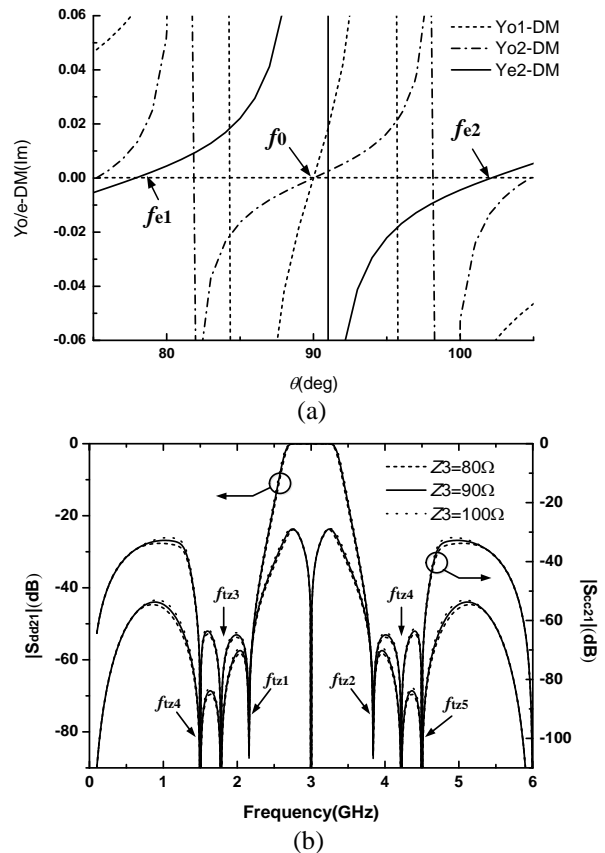 0.06
0.04
0.02
0.00
-0.02
-0.04
-0.06
Yo/e-DM(Im)
Yo1-DM
Yo2-DM
Ye2-DM
f0
fe1
fe2
80
90
100
θ(deg)
(a)
0
-20
-40
-60
-80
|Sdd21|(dB)
Z3=80Ω
Z3=90Ω
Z3=100Ω
ftz3
ftz4
ftz4
ftz1
ftz2
ftz5
0
-20
-40
-60
-80
-100
|Scc21|(dB)
0 1 2 3 4 5 6
Frequency(GHz)
(b)